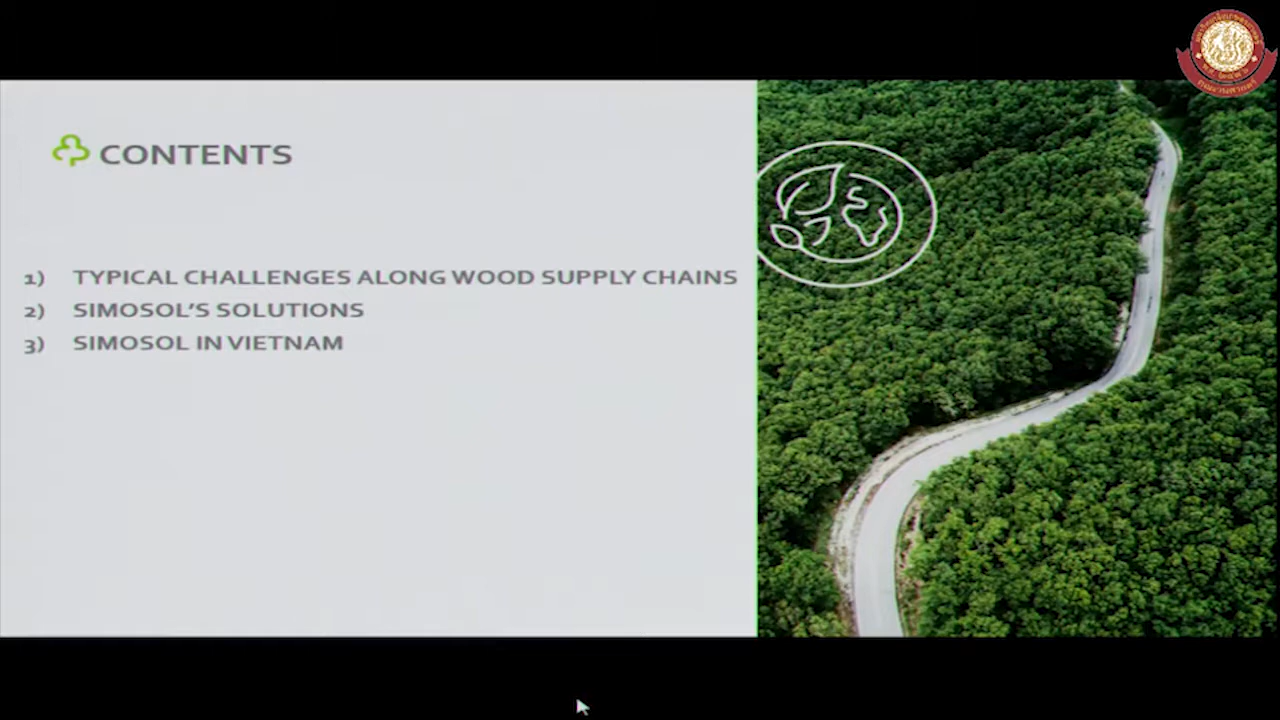 CONTENTS
1) TYPICAL CHALLENGES ALONG WOOD SUPPLY CHAINS
2) SIMOSOL'S SOLUTIONS
3) SIMOSOL IN VIETNAM